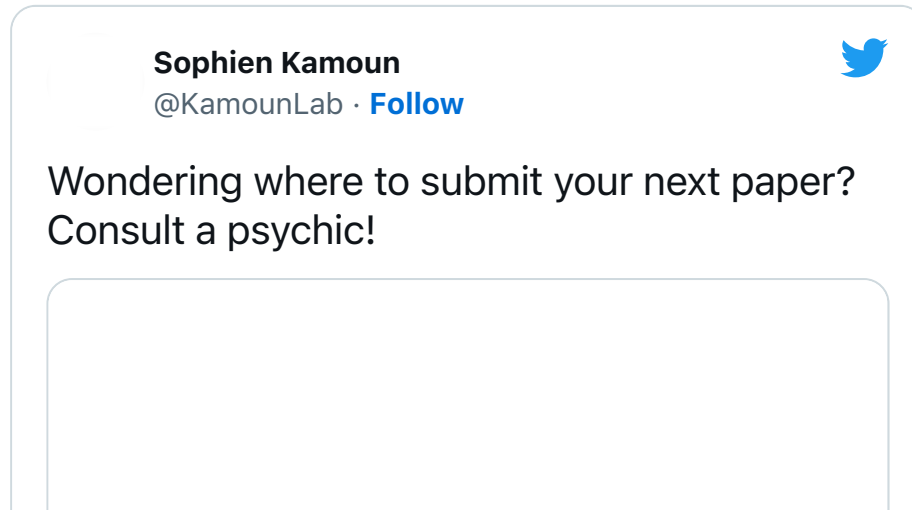 Sophien Kamoun
@KamounLab · Follow
Wondering where to submit your next paper?
Consult a psychic!